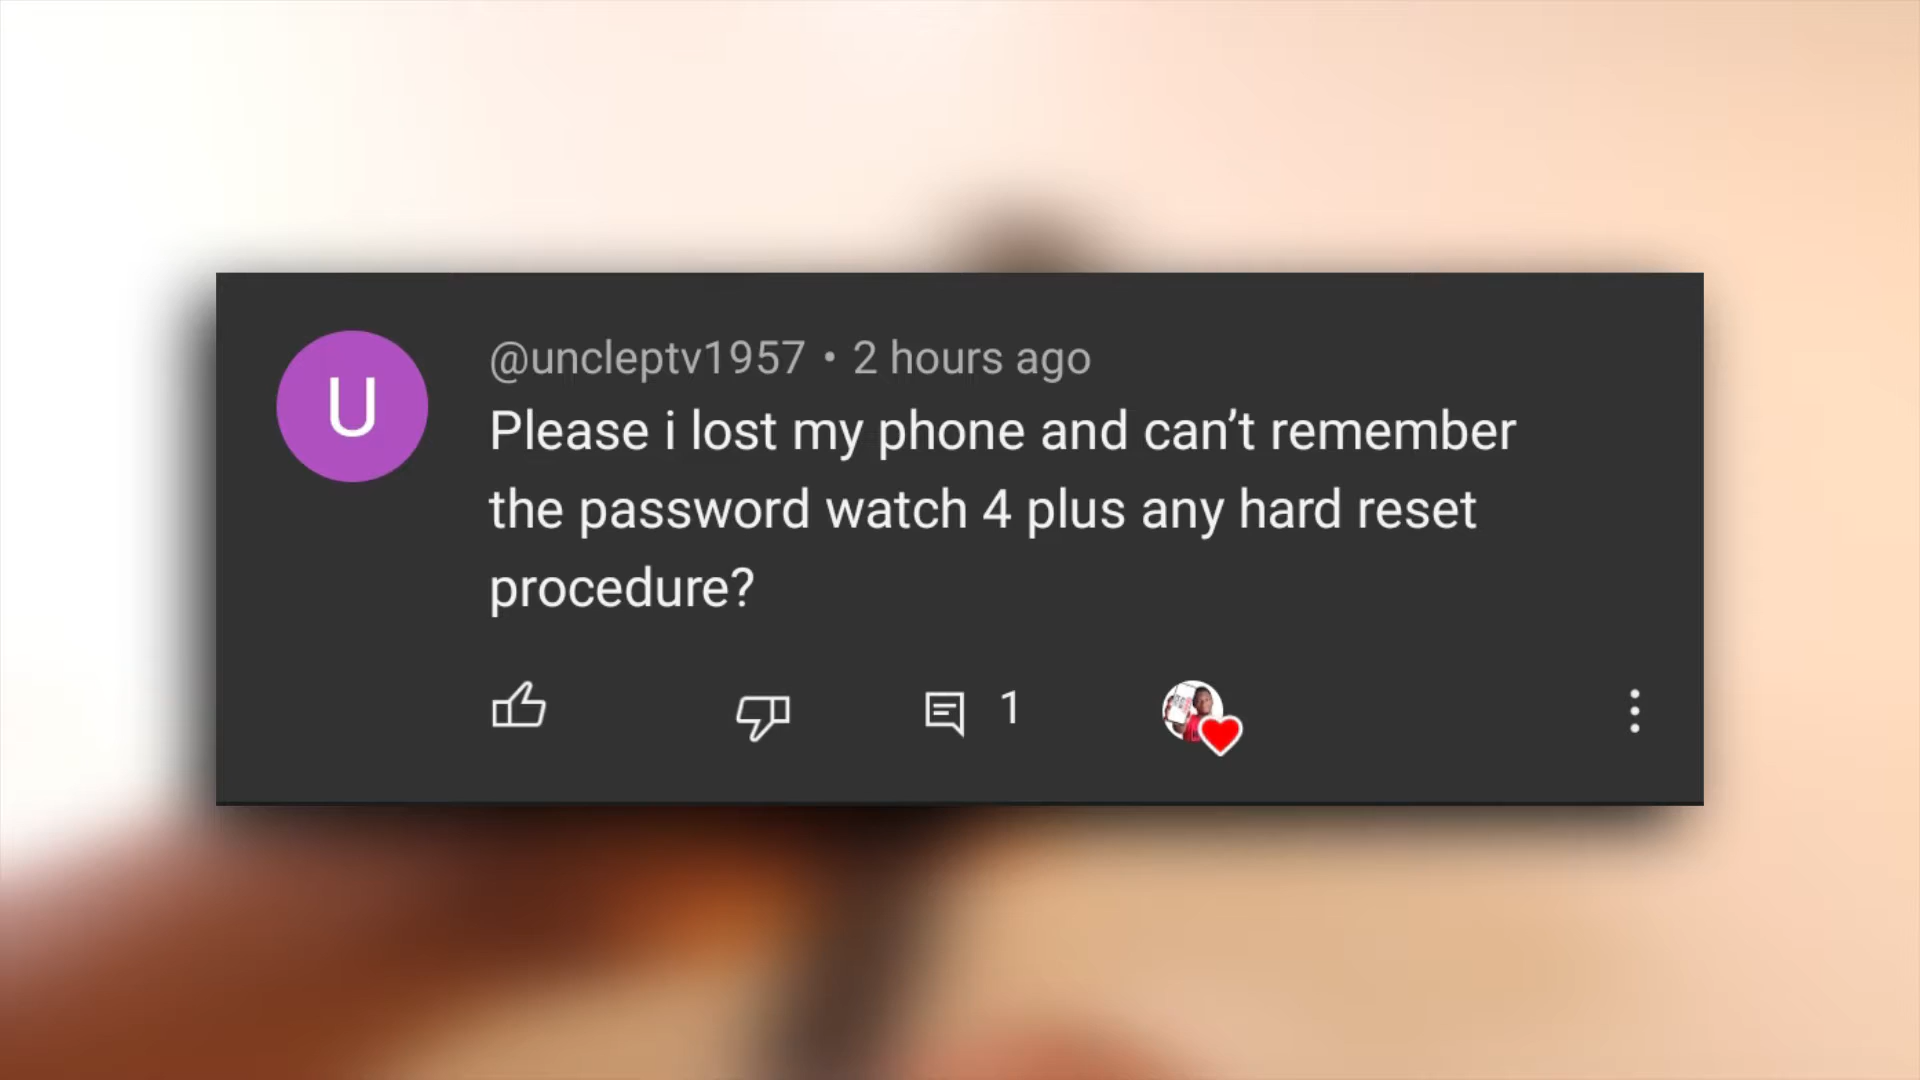 U
@uncleptv1957 • 2 hours ago
Please i lost my phone and can’t remember
the password watch 4 plus any hard reset
procedure?
1